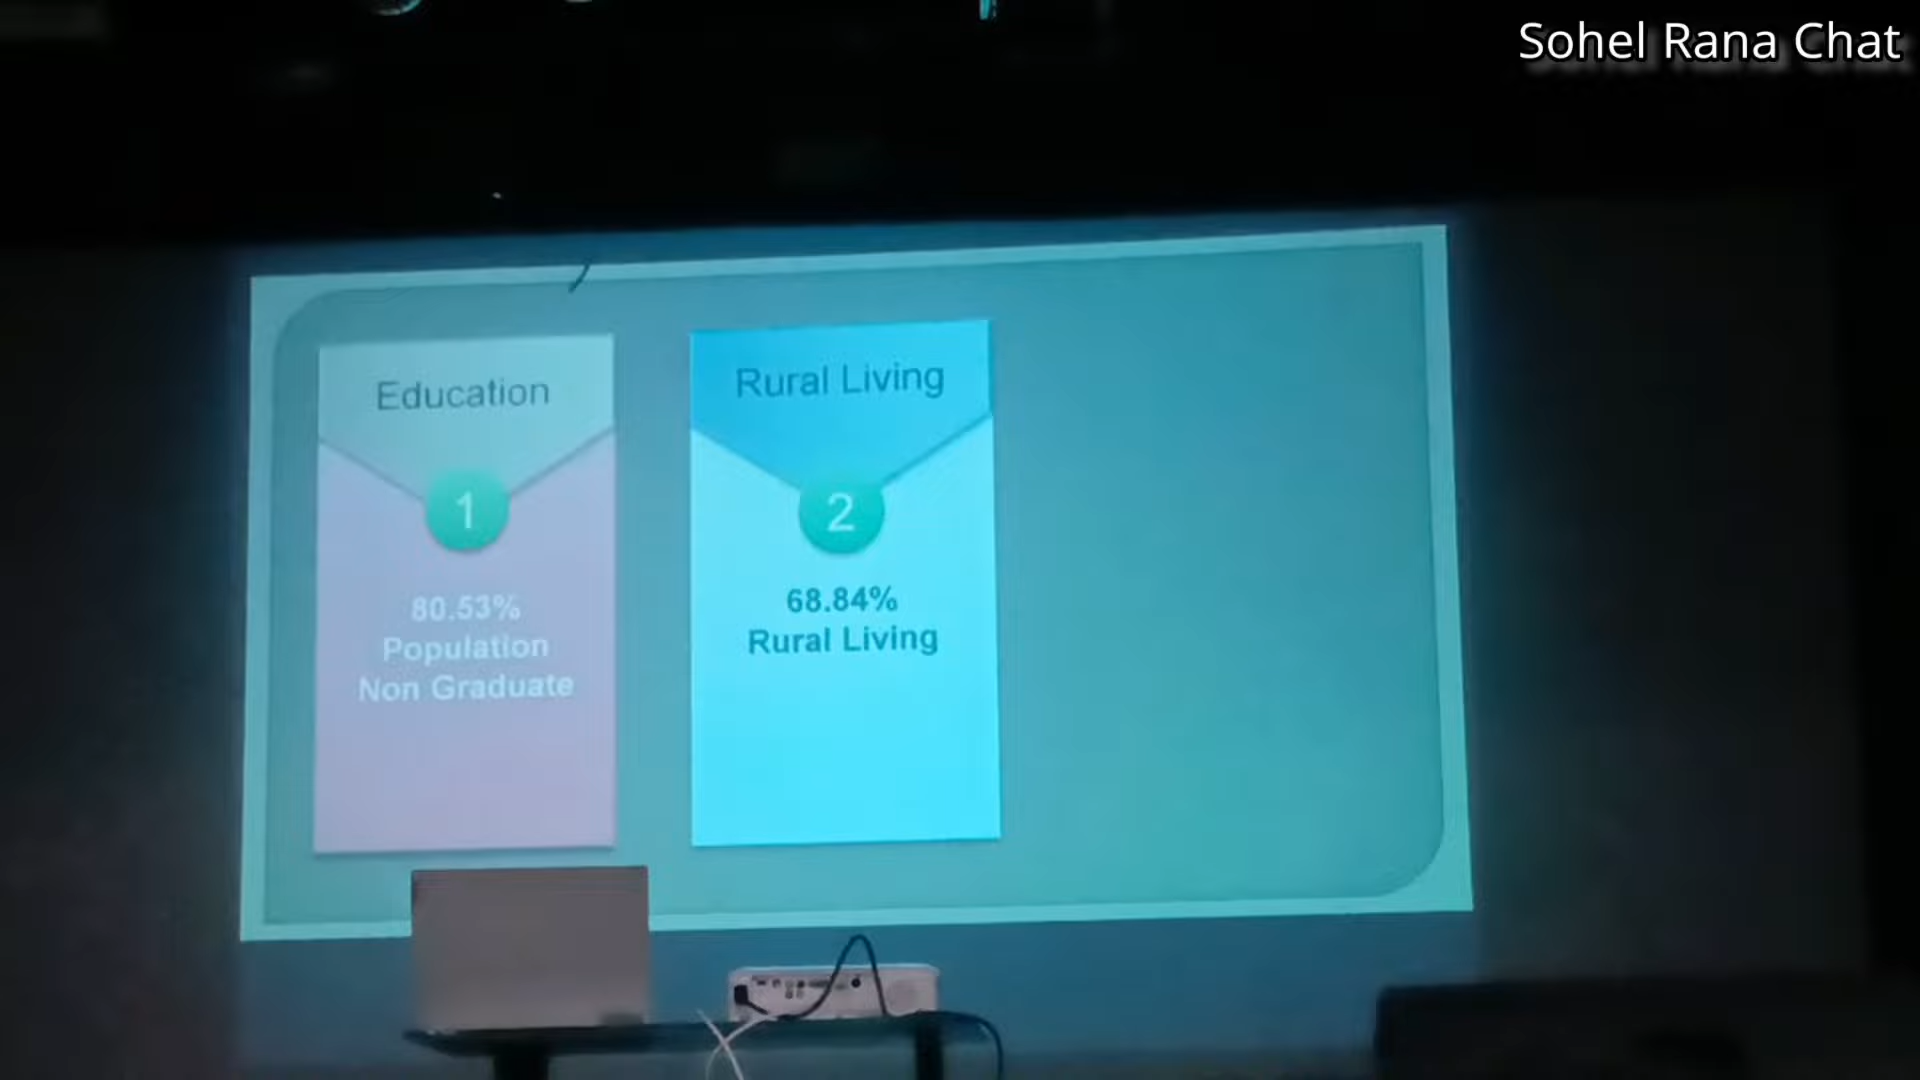 Sohel Rana Chat
Education
1
80.53%
Population
Non Graduate
Rural Living
2
68.84%
Rural Living